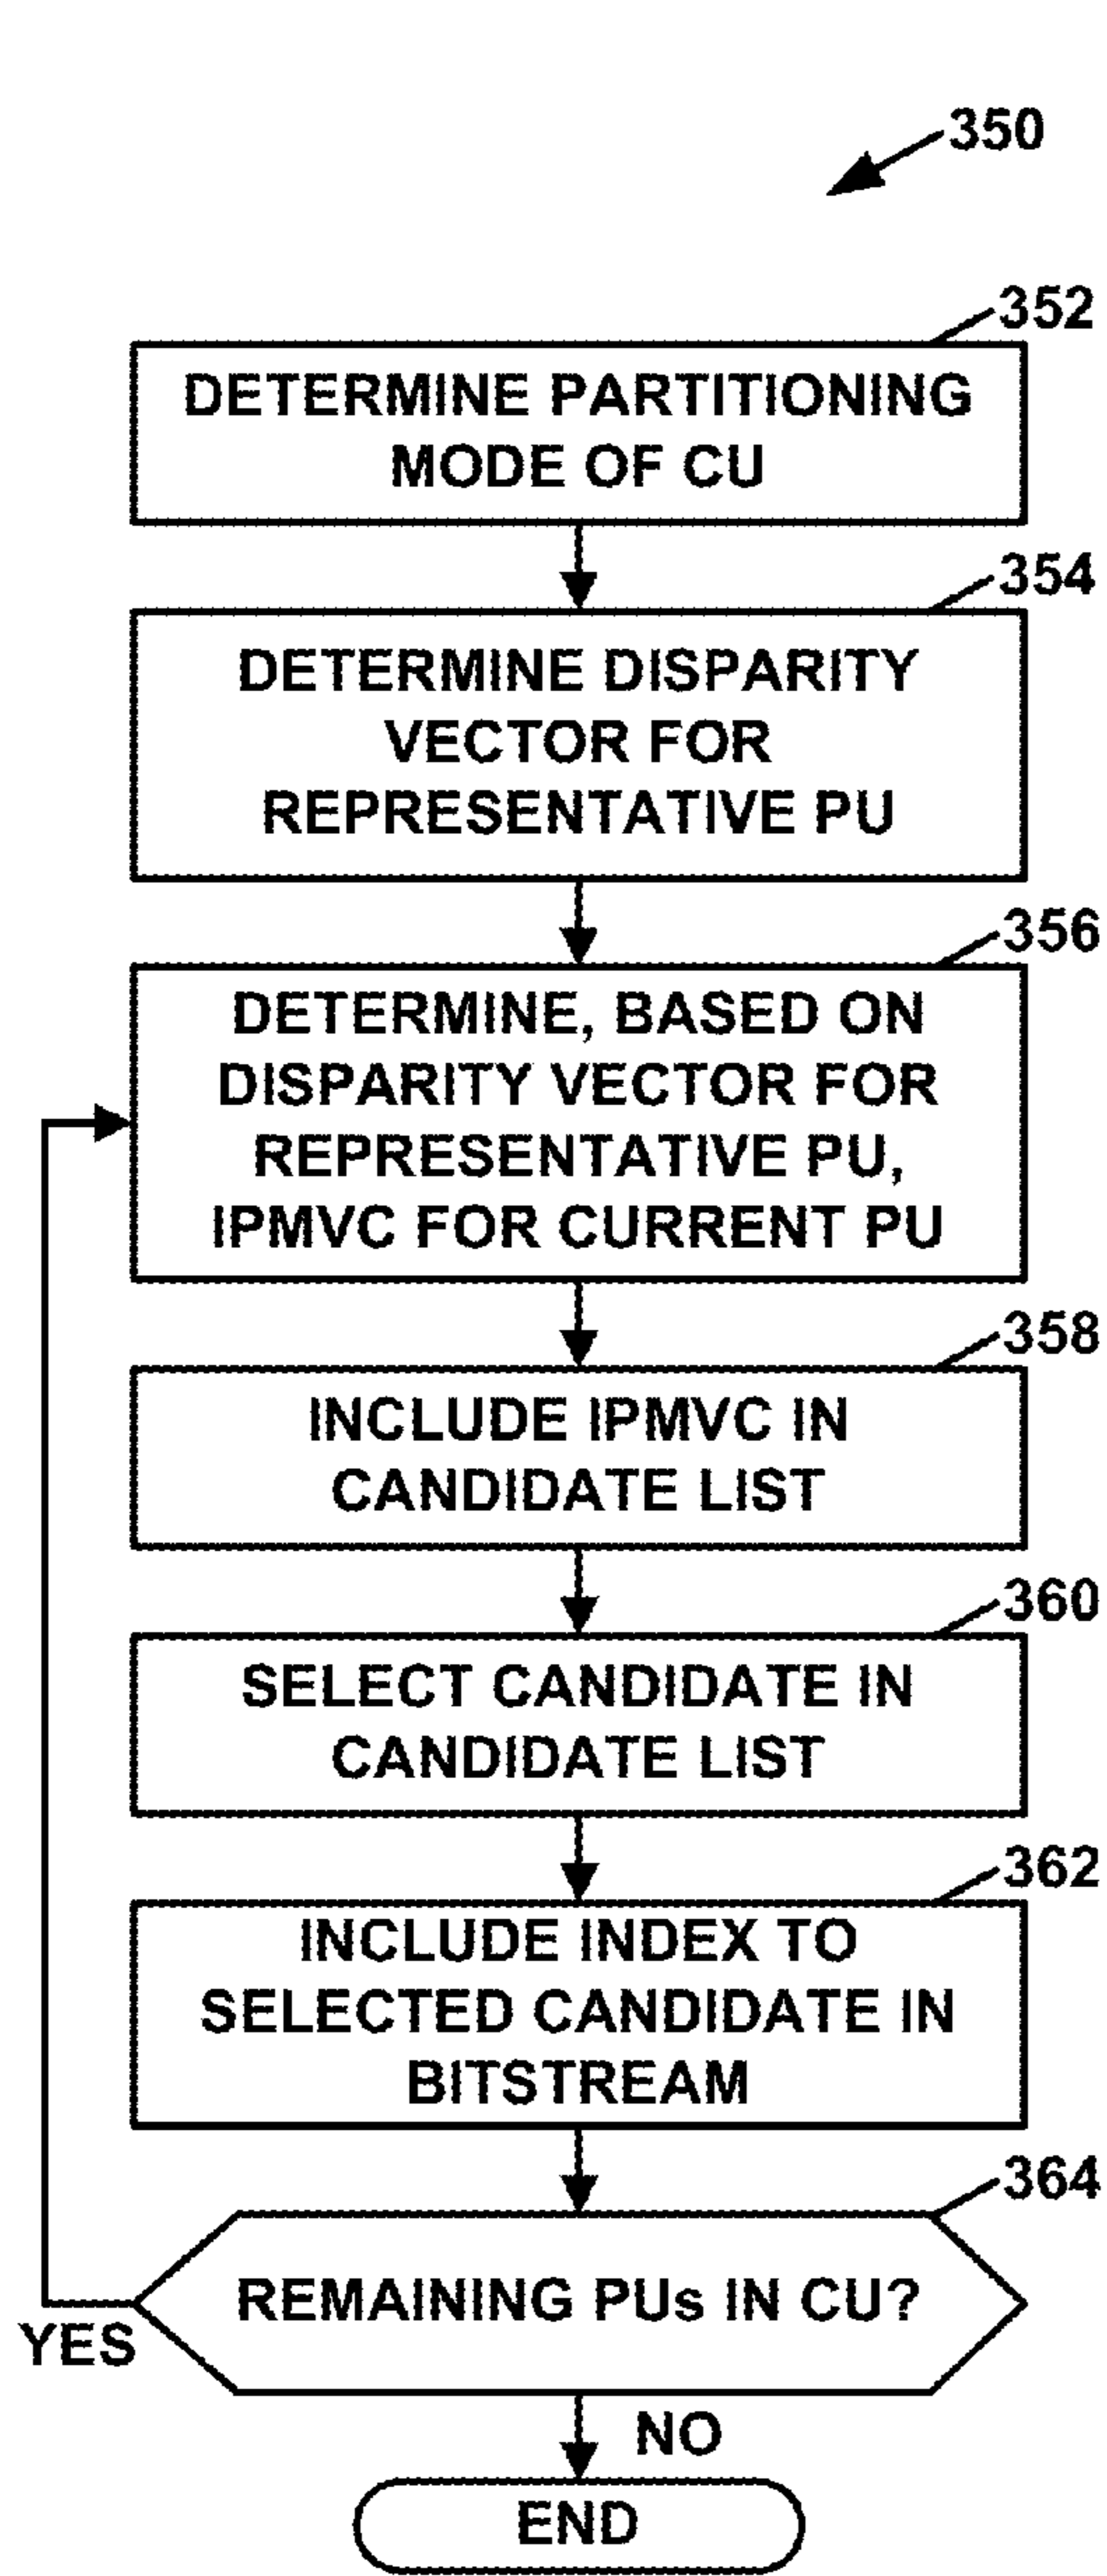 350
352
DETERMINE PARTITIONING
MODE OF CU
354
DETERMINE DISPARITY
VECTOR FOR
REPRESENTATIVE PU
356
DETERMINE, BASED ON
DISPARITY VECTOR FOR
REPRESENTATIVE PU,
IPMVC FOR CURRENT PU
358
INCLUDE IPMVC IN
CANDIDATE LIST
360
SELECT CANDIDATE IN
CANDIDATE LIST
362
INCLUDE INDEX TO
SELECTED CANDIDATE IN
BITSTREAM
364
REMAINING PUs IN CU?
YES
NO
END